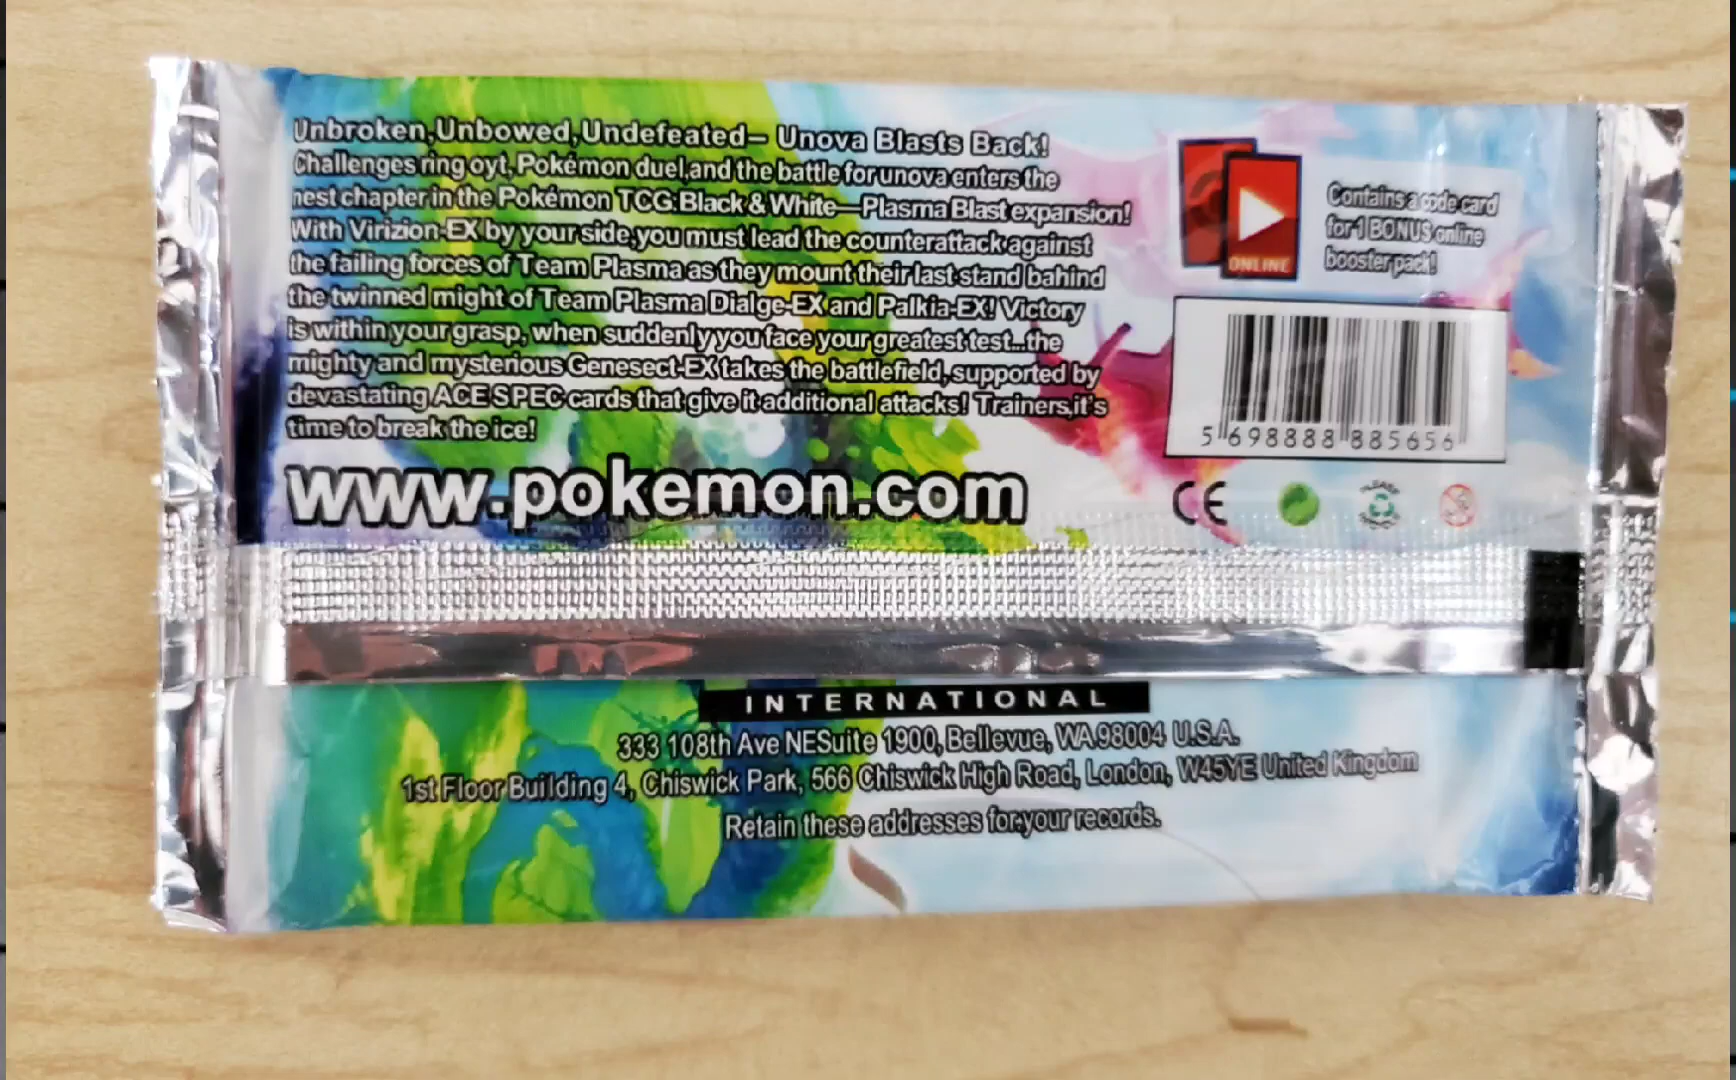 Unbroken,Unbowed,Undefeated— Unova Blasts Back!
Challenges ring oyt,Pokémon duel,and the battle for unova enters the
nest chapter in the Pokémon TCG:Black & White—Plasma Blast expansion!
With Virizion-EX by your side,you must lead the counterattack against
the failing forces of Team Plasma as they mount their last stand bahind
the twinned might of Team Plasma Dialge-EX and Palkia-EX! Victory
is within your grasp, when suddenly you face your greatest test...the
mighty and mysterious Genesect-EX takes the battlefield,supported by
devastating ACE SPEC cards that give it additional attacks! Trainers,it's
time to break the ice!
www.pokemon.com
ONLINE
Contains a code card
for 1 BONUS online
booster pack!
5 698888 885656
CE
PLEASE
INTERNATIONAL
333 108th Ave NESuite 1900, Bellevue, WA98004 U.S.A.
1st Floor Building 4, Chiswick Park, 566 Chiswick High Road, London, W45YE United Kingdom
Retain these addresses for your records.